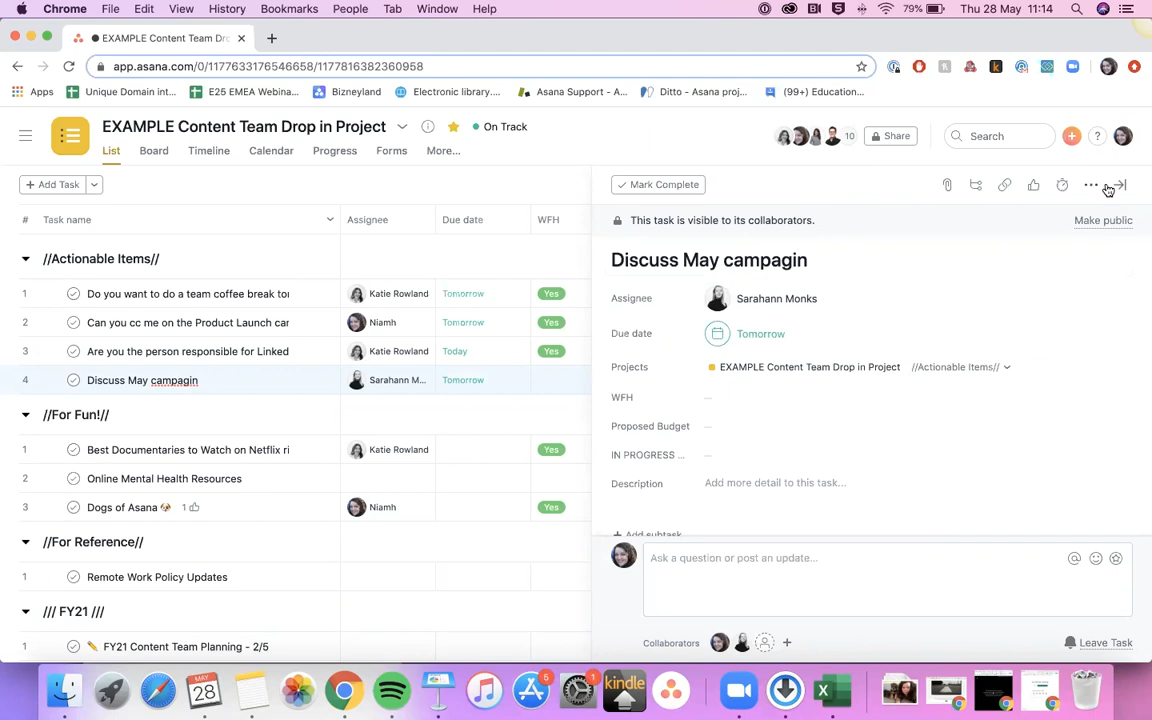 Chrome File Edit View History Bookmarks People Tab Window Help 79% Thu 28 May 11:14
EXAMPLE Content Team Dro
app.asana.com/0/1177633176546658/1177816382360958
Apps Unique Domain int... E25 EMEA Webina... Bizneyland Electronic library.... Asana Support - A... Ditto - Asana proj... (99+) Education...
EXAMPLE Content Team Drop in Project On Track
10 Share Search ?
List Board Timeline Calendar Progress Forms More...
+ Add Task Mark Complete
# Task name Assignee Due date WFH
This task is visible to its collaborators. Make public
//Actionable Items//
Discuss May campagin
1 Do you want to do a team coffee break tor Katie Rowland Tomorrow Yes
Assignee Sarahann Monks
2 Can you cc me on the Product Launch car Niamh Tomorrow Yes
Due date Tomorrow
3 Are you the person responsible for Linked Katie Rowland Today Yes
Projects EXAMPLE Content Team Drop in Project //Actionable Items//
4 Discuss May campagin Sarahann M... Tomorrow
WFH —
//For Fun!//
Proposed Budget —
1 Best Documentaries to Watch on Netflix ri Katie Rowland Yes
IN PROGRESS ... —
2 Online Mental Health Resources
Description Add more detail to this task...
3 Dogs of Asana 🐶 1 Niamh Yes
+ Add subtask
//For Reference//
Ask a question or post an update...
1 Remote Work Policy Updates
/// FY21 ///
1 ✏️ FY21 Content Team Planning - 2/5
Collaborators + Leave Task
MAY
28
5
1
kindle